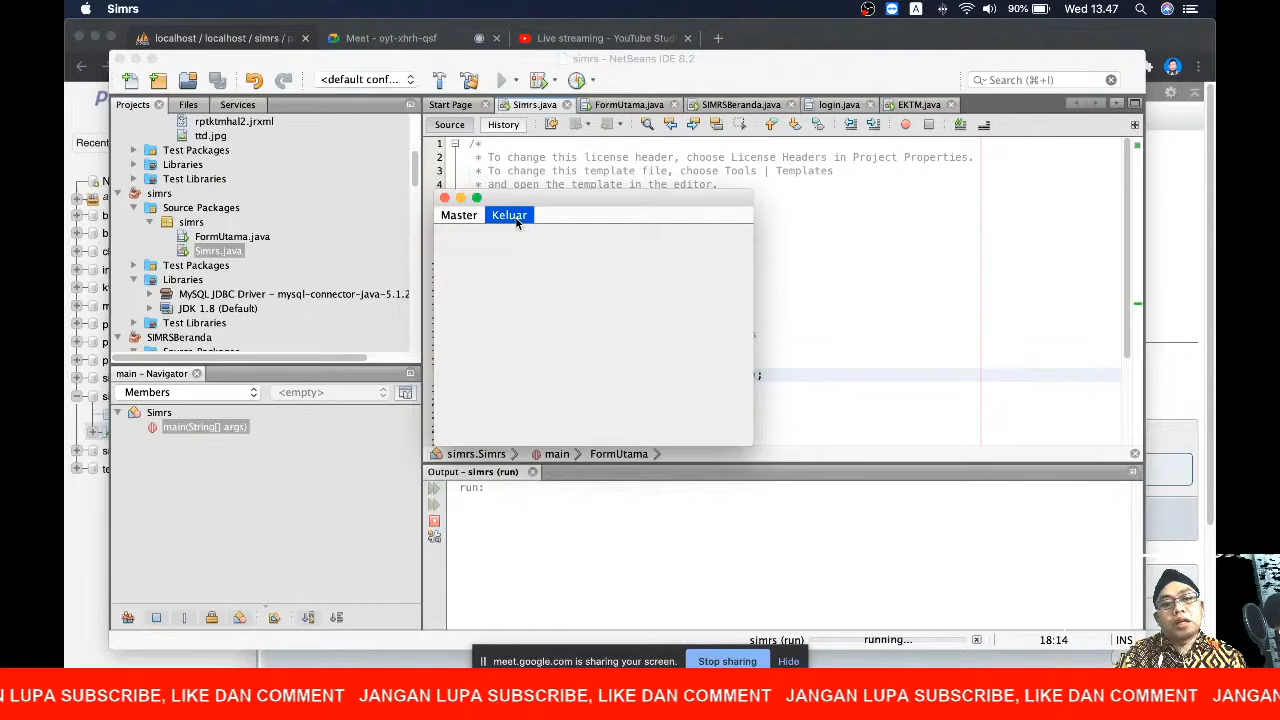 Simrs
A
90%
Wed 13.47
localhost / localhost / simrs / p
Meet - oyt-xhrh-qsf
Live streaming - YouTube Stud
simrs - NetBeans IDE 8.2
<default conf...
Search (⌘+I)
Projects
Files
Services
Start Page
Simrs.java
FormUtama.java
SIMRSBeranda.java
login.java
EKTM.java
Source
History
Recent
rptktmhal2.jrxml
ttd.jpg
Test Packages
Libraries
Test Libraries
simrs
Source Packages
simrs
FormUtama.java
Simrs.java
Test Packages
Libraries
MySQL JDBC Driver - mysql-connector-java-5.1.2
JDK 1.8 (Default)
Test Libraries
SIMRSBeranda
1 /*
2 * To change this license header, choose License Headers in Project Properties.
3 * To change this template file, choose Tools | Templates
4 * and open the template in the editor.
Master
Keluar
);
main - Navigator
Members
<empty>
Simrs
main(String[] args)
simrs.Simrs
main
FormUtama
Output - simrs (run)
run:
simrs (run)
running...
18:14
INS
meet.google.com is sharing your screen.
Stop sharing
Hide
A LUPA SUBSCRIBE, LIKE DAN COMMENT JANGAN LUPA SUBSCRIBE, LIKE DAN COMMENT JANGAN LUPA SUBSCRIBE, LIKE DAN COMMENT JANGAN